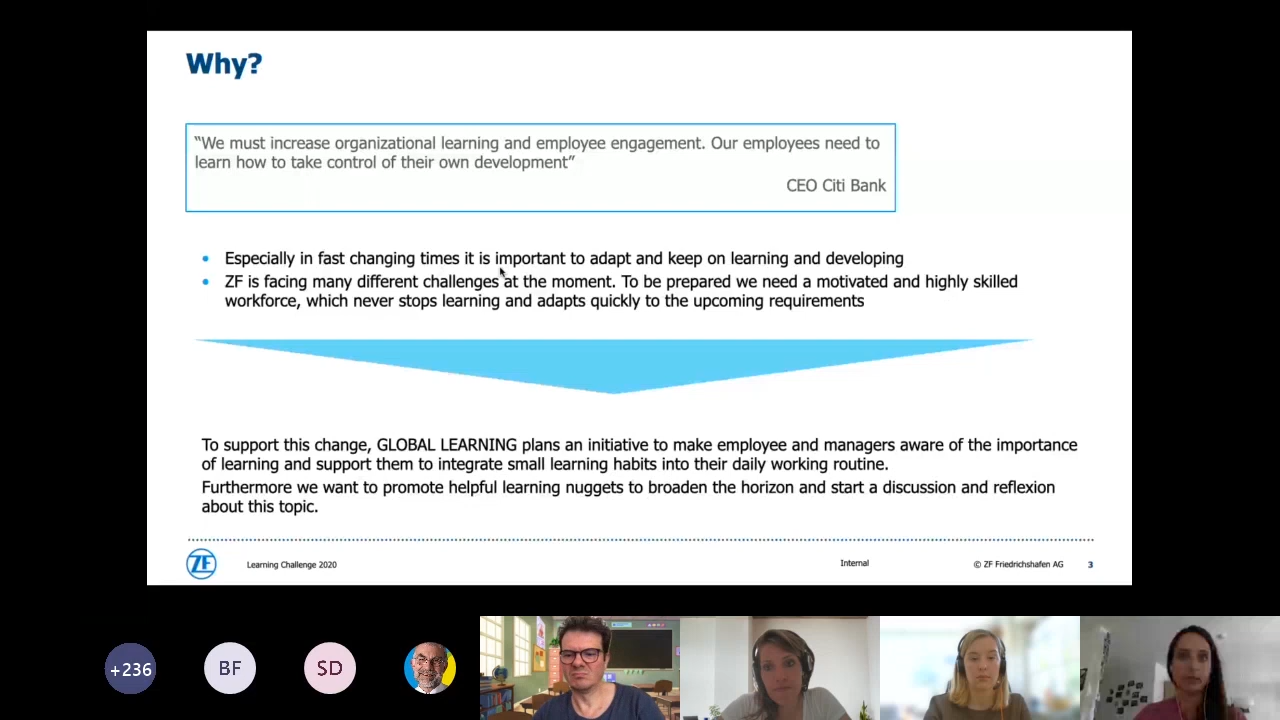 Why?
“We must increase organizational learning and employee engagement. Our employees need to
learn how to take control of their own development”
CEO Citi Bank
• Especially in fast changing times it is important to adapt and keep on learning and developing
• ZF is facing many different challenges at the moment. To be prepared we need a motivated and highly skilled
workforce, which never stops learning and adapts quickly to the upcoming requirements
To support this change, GLOBAL LEARNING plans an initiative to make employee and managers aware of the importance
of learning and support them to integrate small learning habits into their daily working routine.
Furthermore we want to promote helpful learning nuggets to broaden the horizon and start a discussion and reflexion
about this topic.
ZF
Learning Challenge 2020
Internal
© ZF Friedrichshafen AG
3
+236
BF
SD